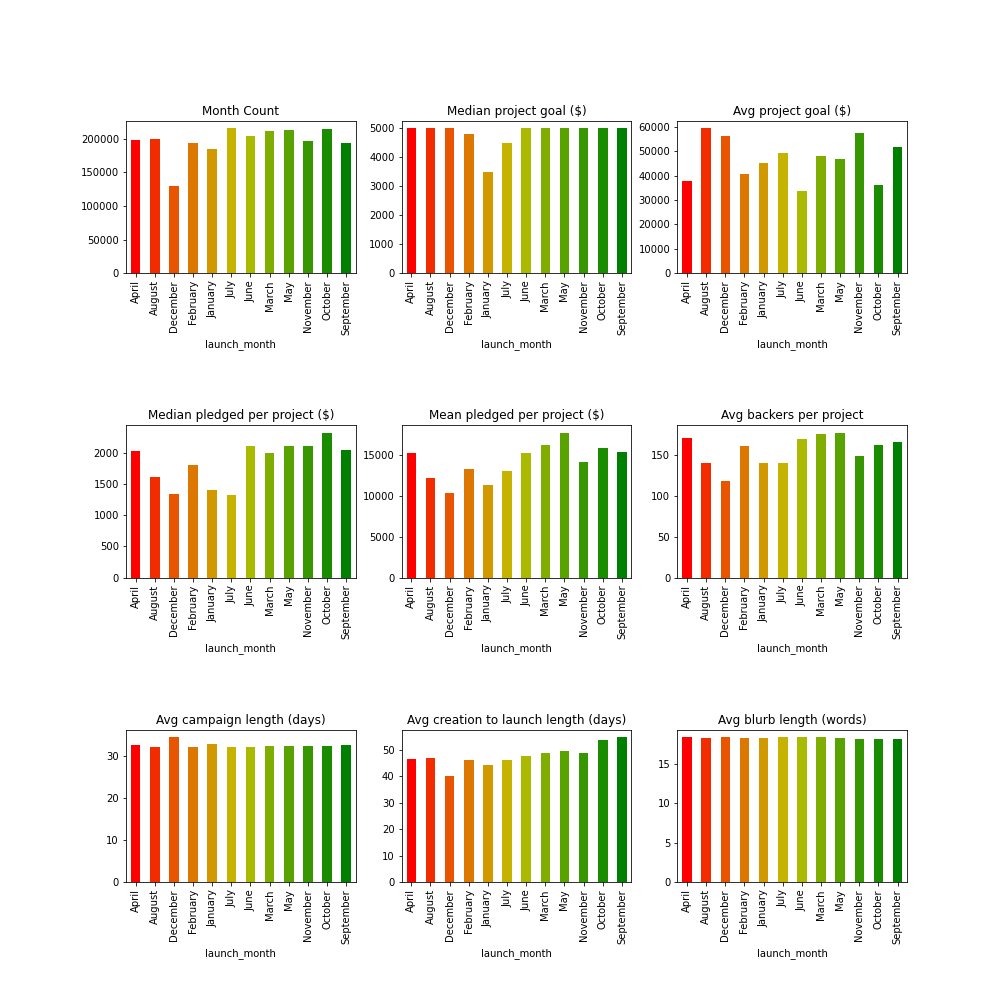 Month Count
200000
150000
100000
50000
0
April
August
December
February
January
July
June
March
May
November
October
September
launch_month
Median project goal ($)
5000
4000
3000
2000
1000
0
April
August
December
February
January
July
June
March
May
November
October
September
launch_month
Avg project goal ($)
60000
50000
40000
30000
20000
10000
0
April
August
December
February
January
July
June
March
May
November
October
September
launch_month
Median pledged per project ($)
2000
1500
1000
500
0
April
August
December
February
January
July
June
March
May
November
October
September
launch_month
Mean pledged per project ($)
15000
10000
5000
0
April
August
December
February
January
July
June
March
May
November
October
September
launch_month
Avg backers per project
150
100
50
0
April
August
December
February
January
July
June
March
May
November
October
September
launch_month
Avg campaign length (days)
30
20
10
0
April
August
December
February
January
July
June
March
May
November
October
September
launch_month
Avg creation to launch length (days)
50
40
30
20
10
0
April
August
December
February
January
July
June
March
May
November
October
September
launch_month
Avg blurb length (words)
15
10
5
0
April
August
December
February
January
July
June
March
May
November
October
September
launch_month